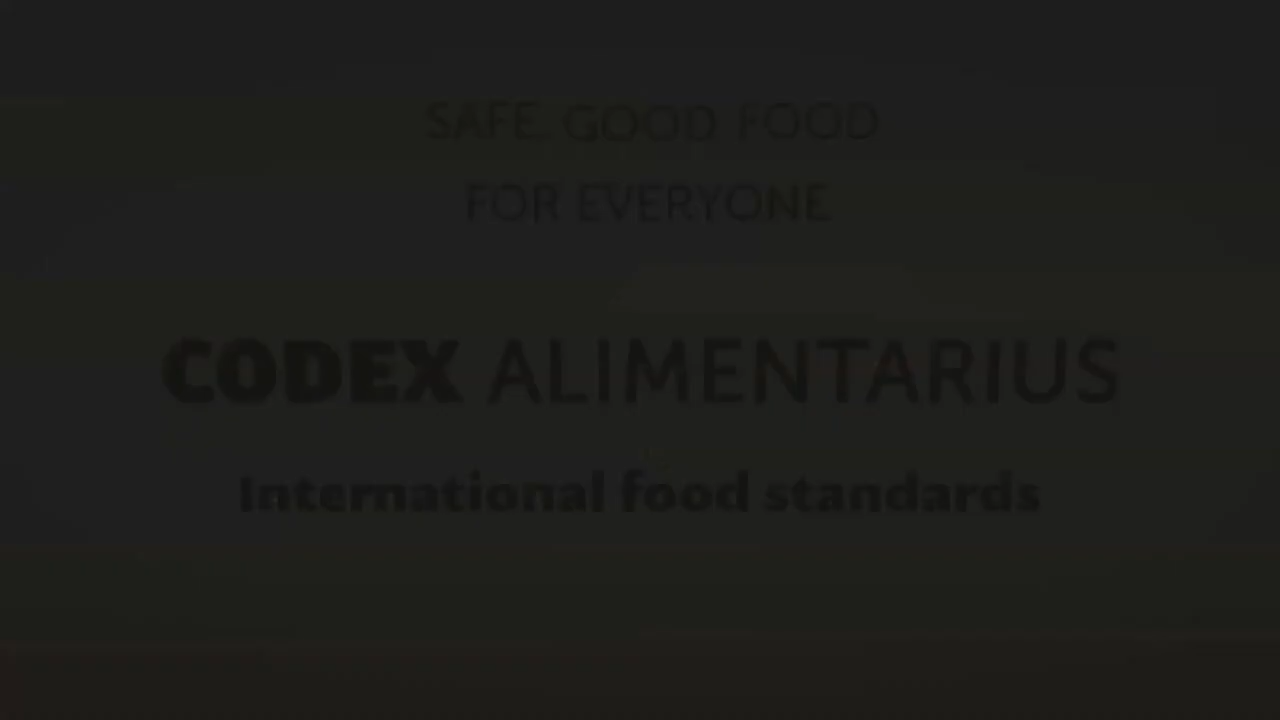 SAFE, GOOD FOOD
FOR EVERYONE
CODEX ALIMENTARIUS
International food standards